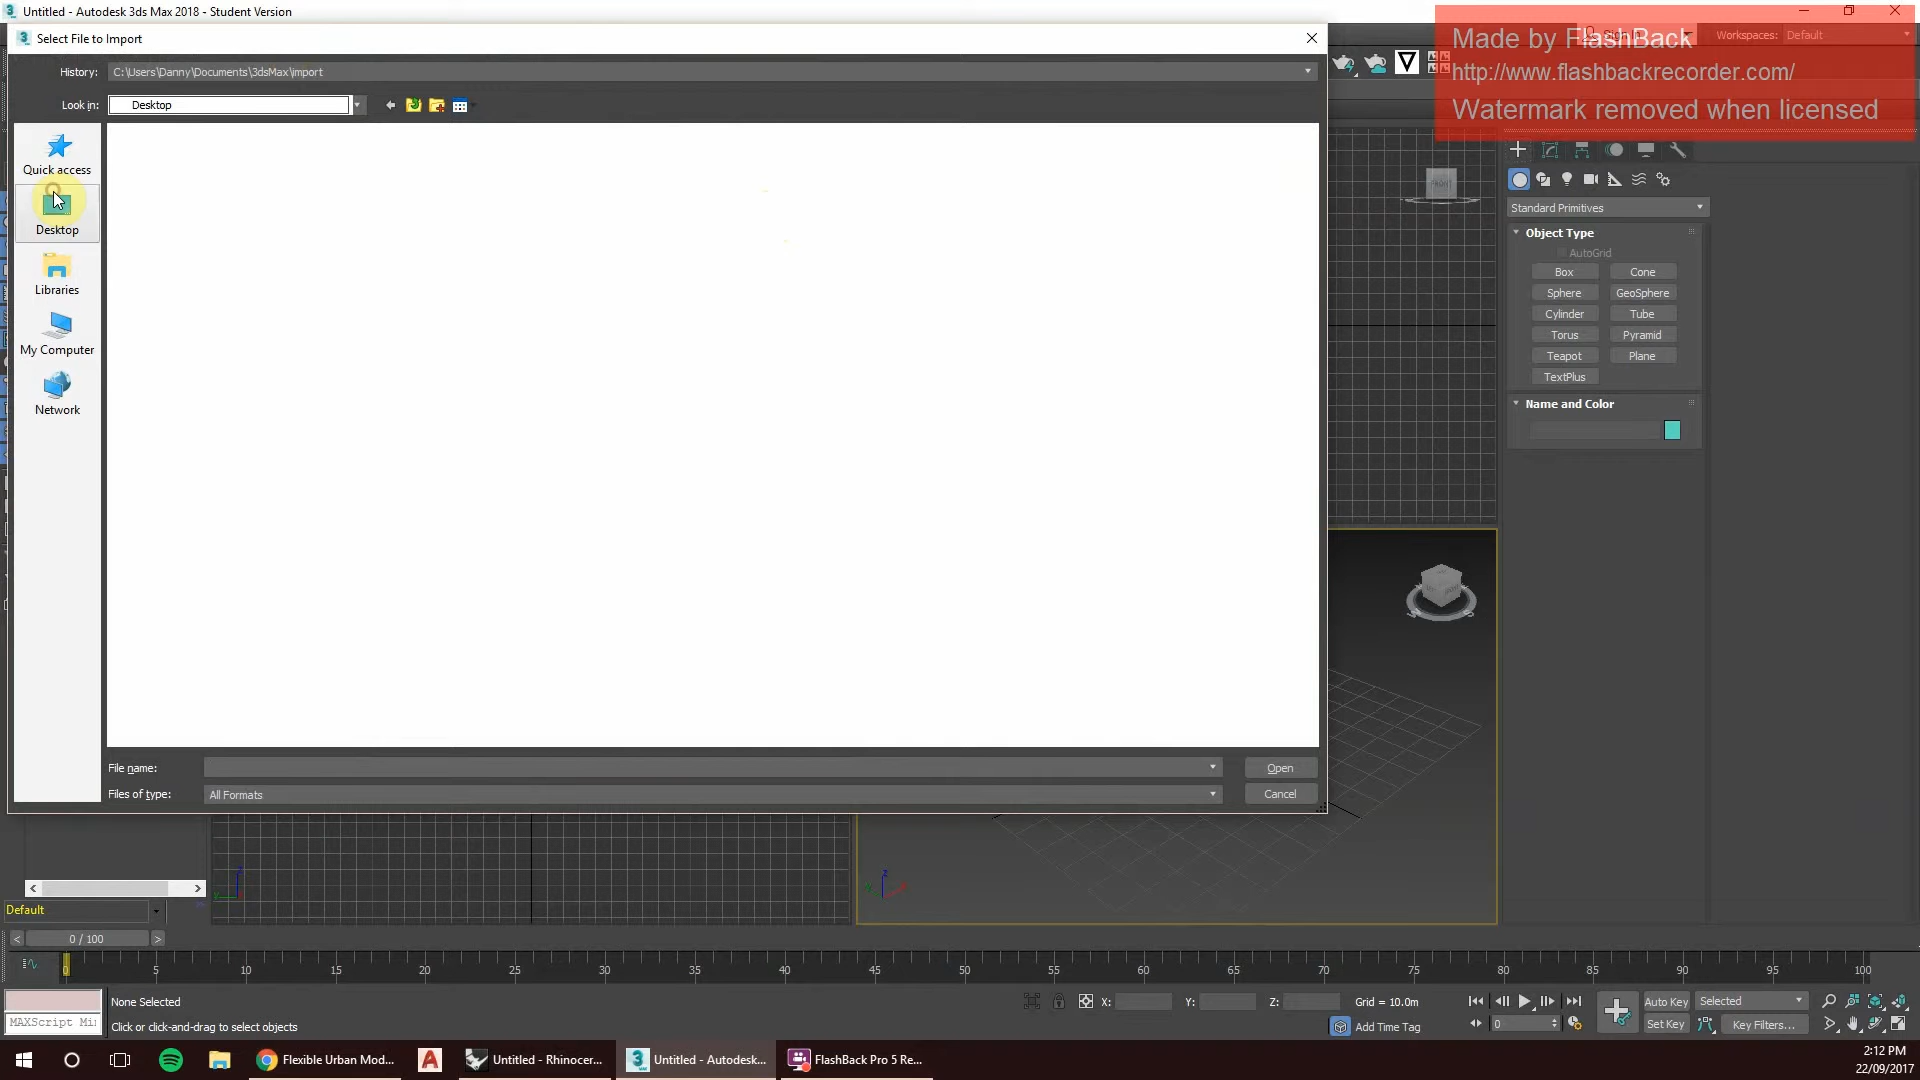 Untitled - Autodesk 3ds Max 2018 - Student Version
Select File to Import
Made by FlashBack
Workspaces: Default
History: C:\Users\Danny\Documents\3dsMax\import
http://www.flashbackrecorder.com/
Look in: Desktop
Watermark removed when licensed
Quick access
FRONT
Desktop
Standard Primitives
Object Type
AutoGrid
Libraries
Box Cone
Sphere GeoSphere
Cylinder Tube
My Computer
Torus Pyramid
Teapot Plane
TextPlus
Network
Name and Color
File name: Open
Files of type: All Formats Cancel
z
y
z
y
Default
< 0 / 100 >
0 5 10 15 20 25 30 35 40 45 50 55 60 65 70 75 80 85 90 95 100
None Selected X: Y: Z: Grid = 10.0m Auto Key Selected
MAXScript Mi
Click or click-and-drag to select objects Add Time Tag 0 Set Key Key Filters...
Flexible Urban Mod... Untitled - Rhinocer... Untitled - Autodesk... FlashBack Pro 5 Re...
2:12 PM
22/09/2017